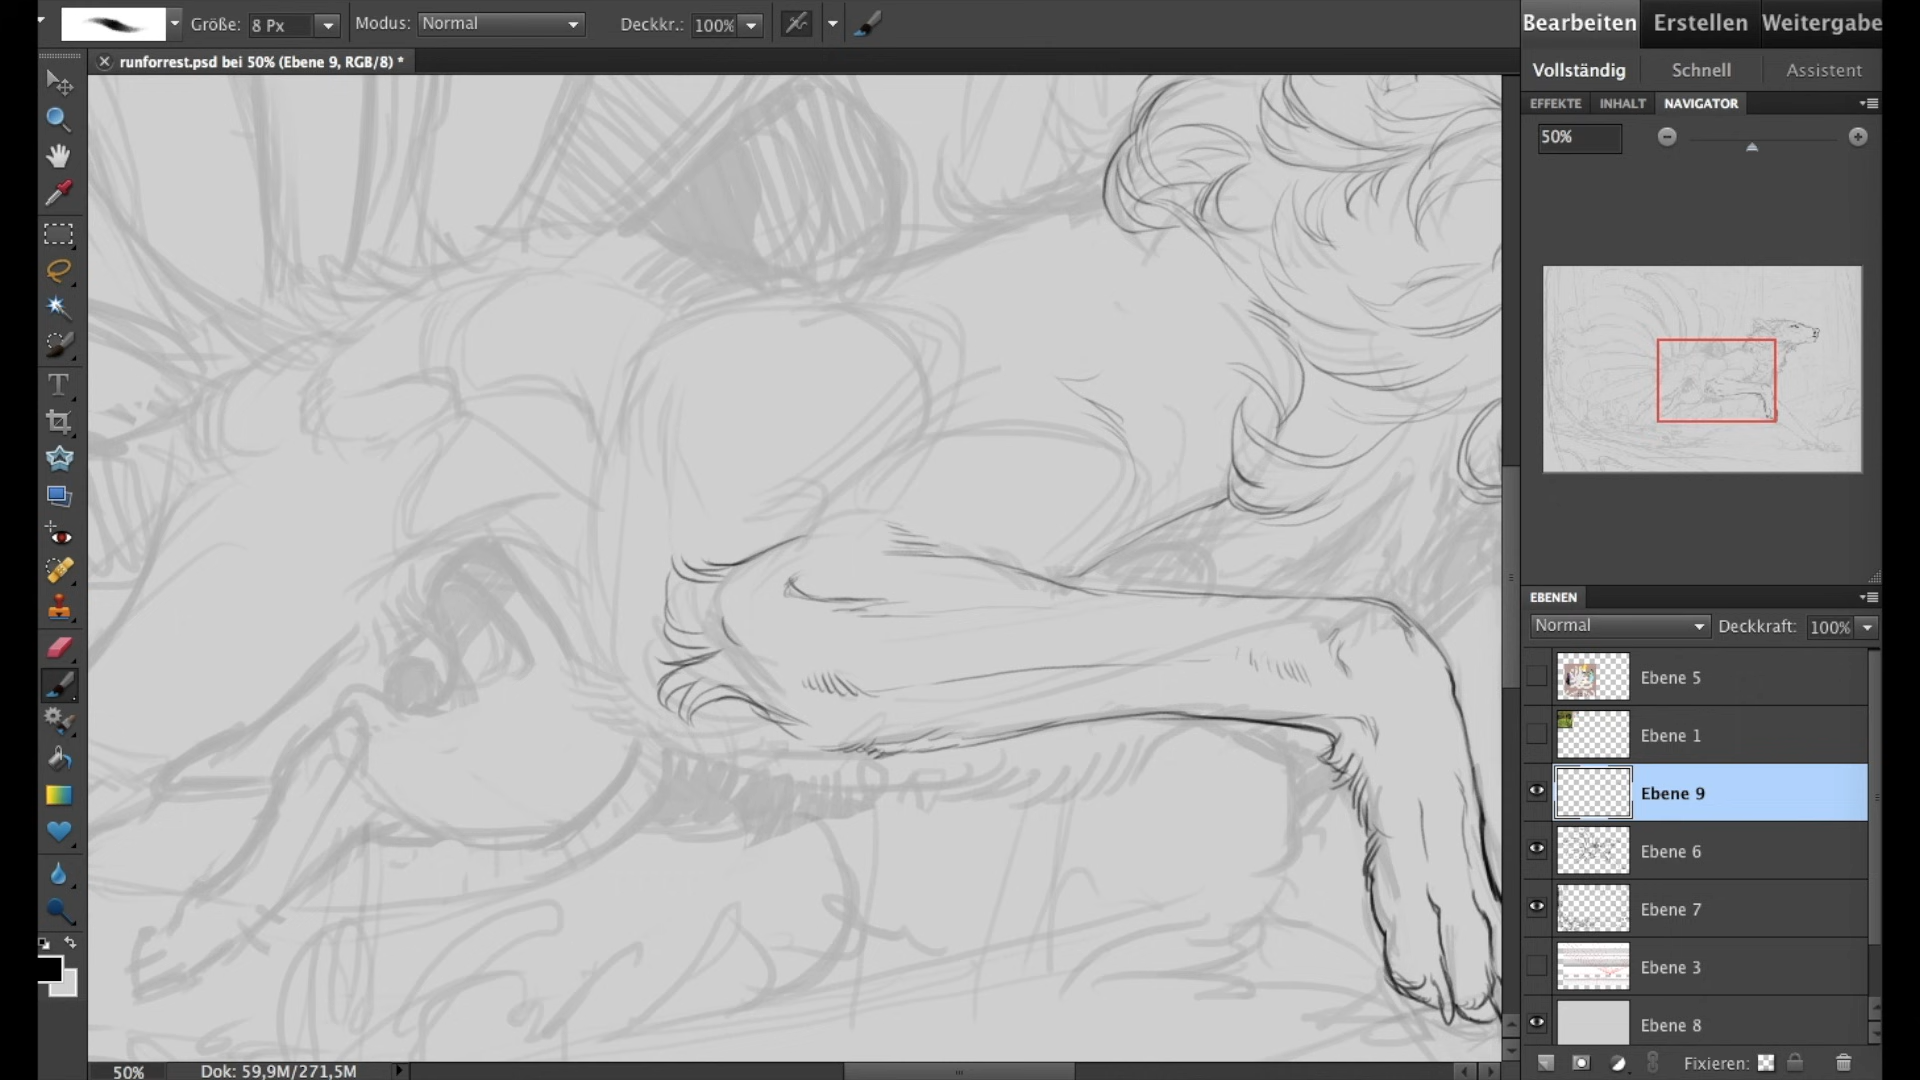 Größe: 8 Px Modus: Normal Deckkr.: 100%
Bearbeiten Erstellen Weitergabe
runforrest.psd bei 50% (Ebene 9, RGB/8) *
Vollständig Schnell Assistent
EFFEKTE INHALT NAVIGATOR
50%
EBENEN
Normal Deckkraft: 100%
Ebene 5
Ebene 1
Ebene 9
Ebene 6
Ebene 7
Ebene 3
Ebene 8
Fixieren:
50% Dok: 59,9M/271,5M